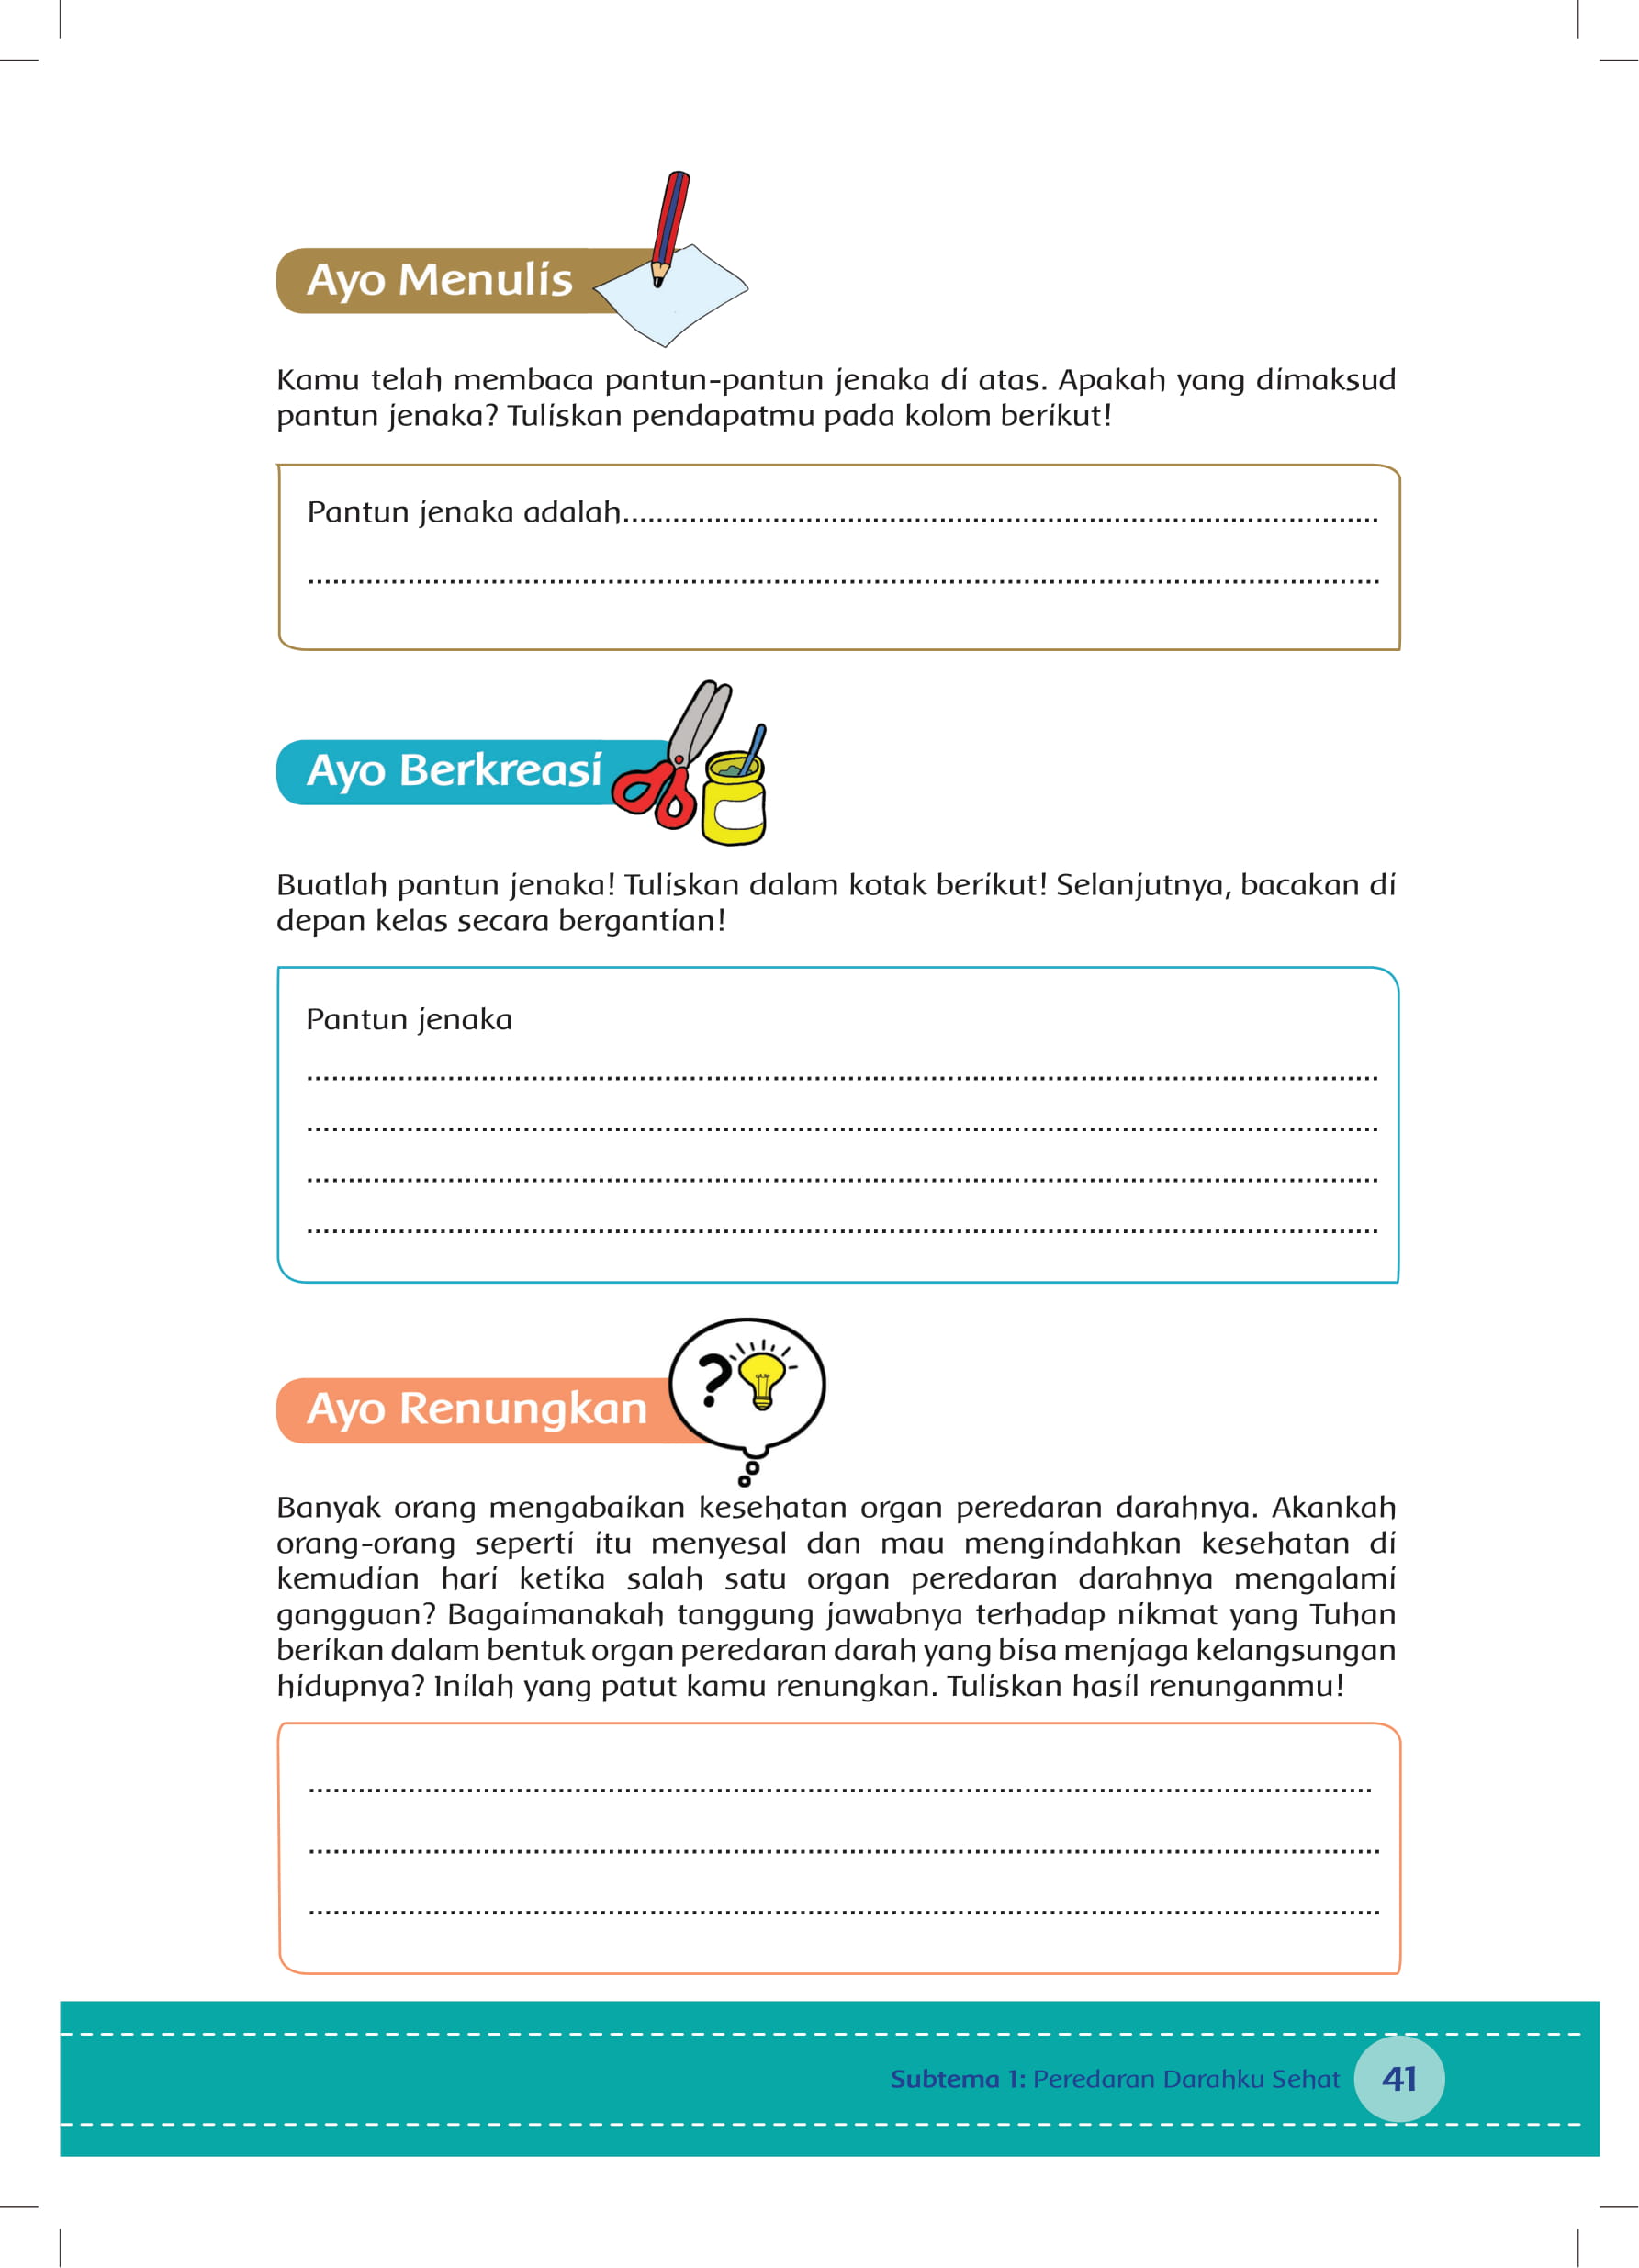 Ayo Menulis
Kamu telah membaca pantun-pantun jenaka di atas. Apakah yang dimaksud
pantun jenaka? Tuliskan pendapatmu pada kolom berikut!
Pantun jenaka adalah..........................................................................................
................................................................................................................................
Ayo Berkreasi
Buatlah pantun jenaka! Tuliskan dalam kotak berikut! Selanjutnya, bacakan di
depan kelas secara bergantian!
Pantun jenaka
................................................................................................................................
................................................................................................................................
................................................................................................................................
................................................................................................................................
Ayo Renungkan
?
Banyak orang mengabaikan kesehatan organ peredaran darahnya. Akankah
orang-orang seperti itu menyesal dan mau mengindahkan kesehatan di
kemudian hari ketika salah satu organ peredaran darahnya mengalami
gangguan? Bagaimanakah tanggung jawabnya terhadap nikmat yang Tuhan
berikan dalam bentuk organ peredaran darah yang bisa menjaga kelangsungan
hidupnya? Inilah yang patut kamu renungkan. Tuliskan hasil renunganmu!
................................................................................................................................
................................................................................................................................
................................................................................................................................
Subtema 1: Peredaran Darahku Sehat 41